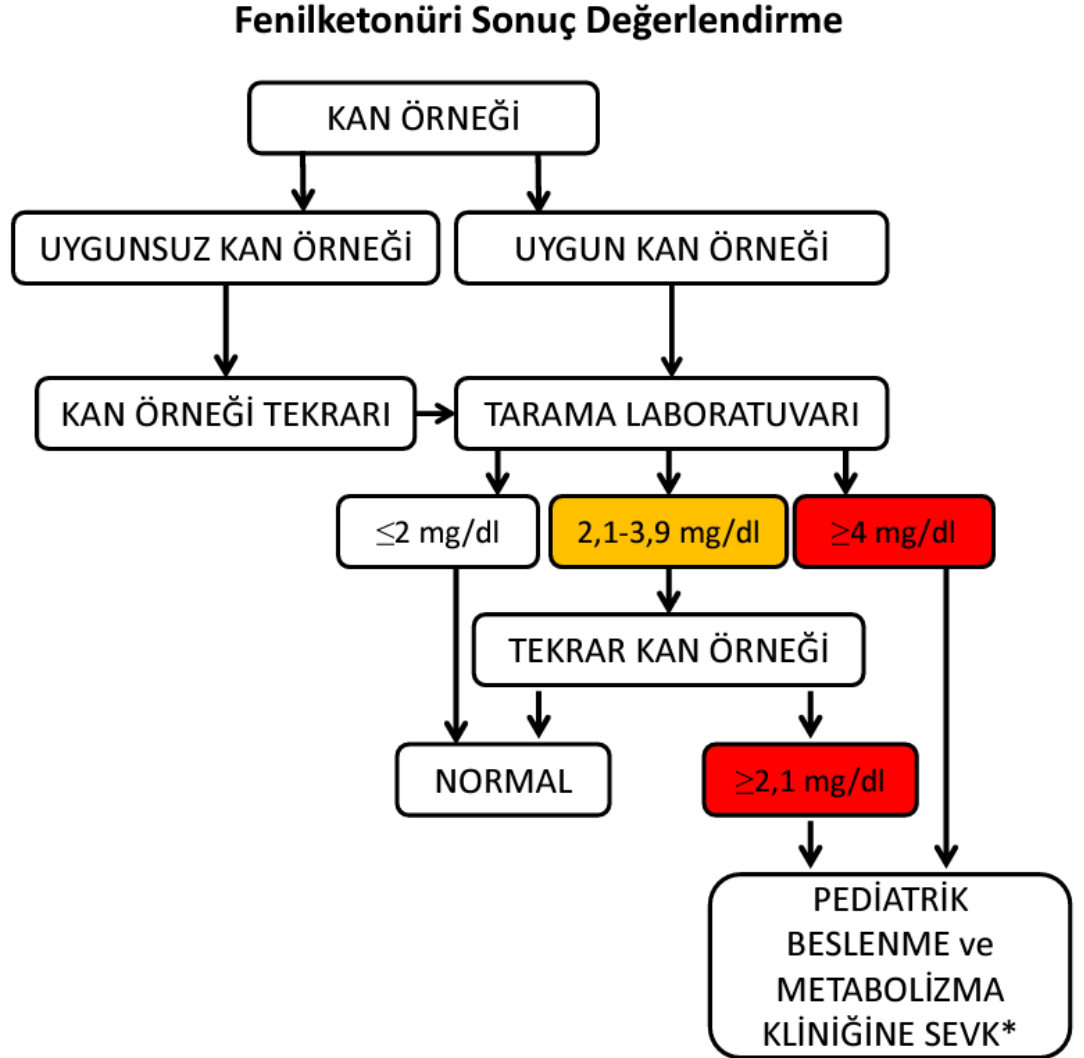 Fenilketonüri Sonuç Değerlendirme
KAN ÖRNEĞİ
UYGUNSUZ KAN ÖRNEĞİ
UYGUN KAN ÖRNEĞİ
KAN ÖRNEĞİ TEKRARI
TARAMA LABORATUVARI
≤2 mg/dl
2,1-3,9 mg/dl
≥4 mg/dl
TEKRAR KAN ÖRNEĞİ
NORMAL
≥2,1 mg/dl
PEDİATRİK
BESLENME ve
METABOLİZMA
KLİNİĞİNE SEVK*